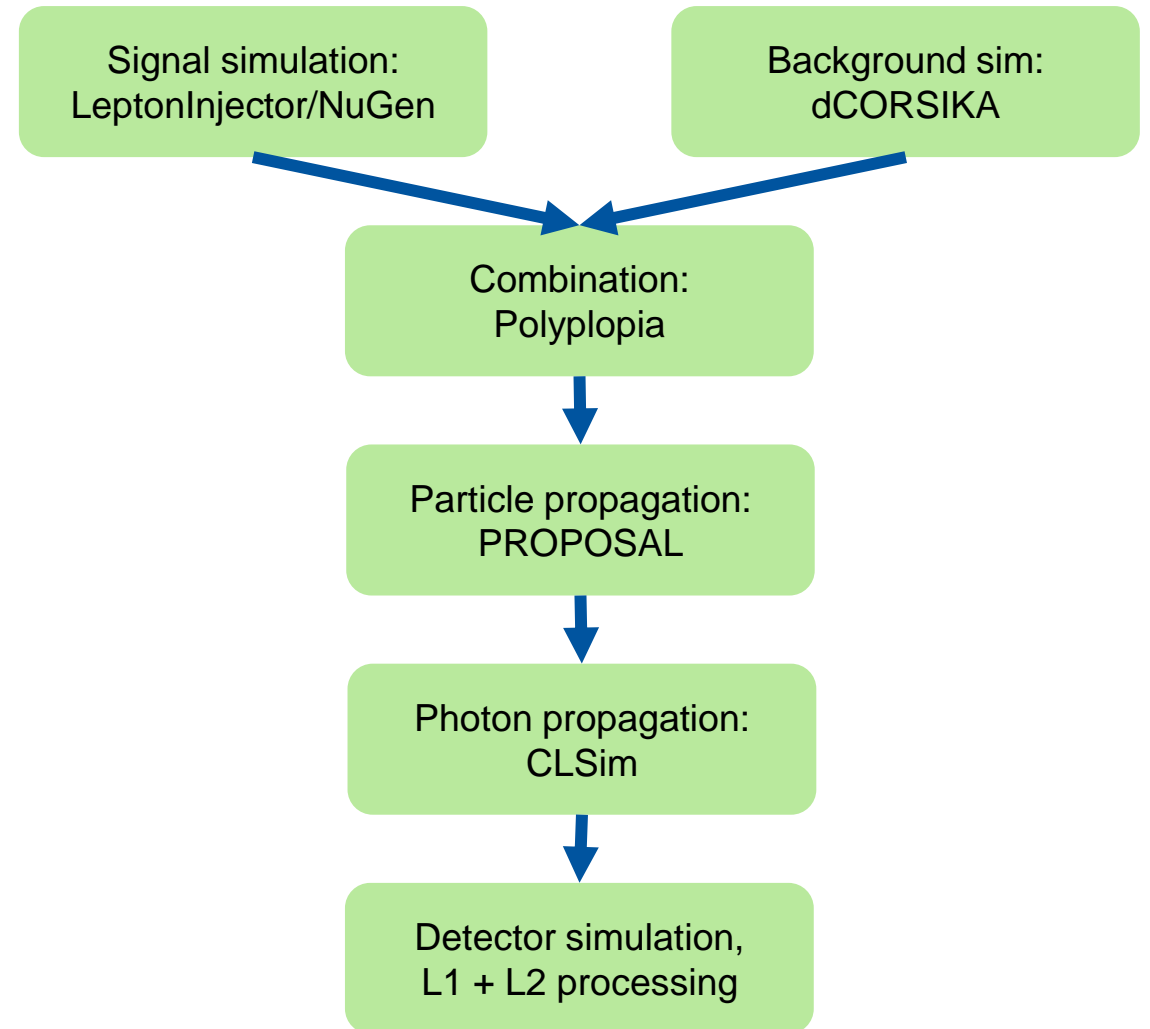 Signal simulation:
LeptonInjector/NuGen
Background sim:
dCORSIKA
Combination:
Polyplopia
Particle propagation:
PROPOSAL
Photon propagation:
CLSim
Detector simulation,
L1 + L2 processing